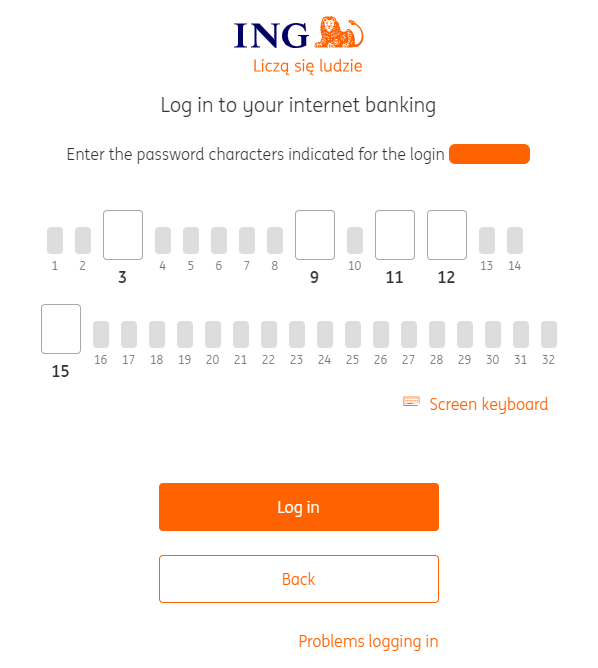 ING
Liczą się ludzie
Log in to your internet banking
Enter the password characters indicated for the login
1 2 3 4 5 6 7 8 9 10 11 12 13 14
15 16 17 18 19 20 21 22 23 24 25 26 27 28 29 30 31 32
Screen keyboard
Log in
Back
Problems logging in